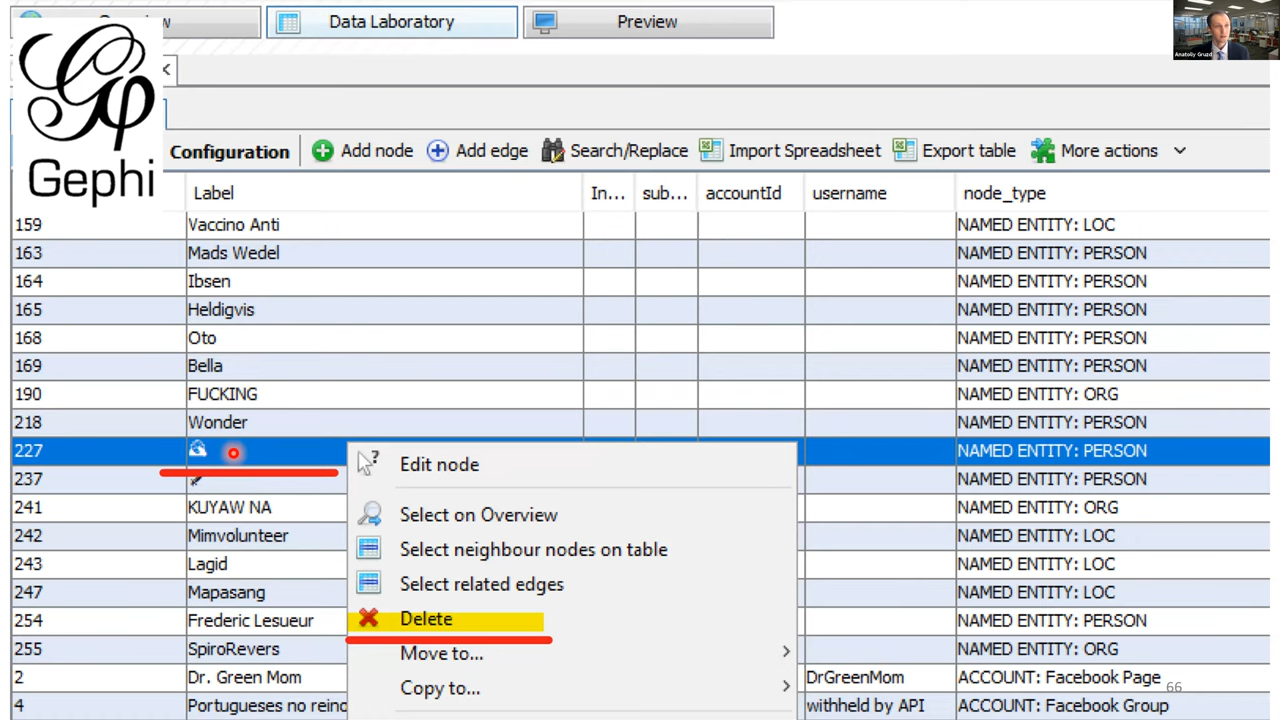 Data Laboratory
Preview
Anatoliy Gruzd
Gephi
Configuration Add node Add edge Search/Replace Import Spreadsheet Export table More actions
Label In... sub... accountId username node_type
159 Vaccino Anti NAMED ENTITY: LOC
163 Mads Wedel NAMED ENTITY: PERSON
164 Ibsen NAMED ENTITY: PERSON
165 Heldigvis NAMED ENTITY: PERSON
168 Oto NAMED ENTITY: PERSON
169 Bella NAMED ENTITY: PERSON
190 FUCKING NAMED ENTITY: ORG
218 Wonder NAMED ENTITY: PERSON
227 NAMED ENTITY: PERSON
237 NAMED ENTITY: PERSON
241 KUYAW NA NAMED ENTITY: ORG
242 Mimvolunteer NAMED ENTITY: LOC
243 Lagid NAMED ENTITY: LOC
247 Mapasang NAMED ENTITY: LOC
254 Frederic Lesueur NAMED ENTITY: PERSON
255 SpiroRevers NAMED ENTITY: ORG
2 Dr. Green Mom DrGreenMom ACCOUNT: Facebook Page
4 Portugueses no withheld by API ACCOUNT: Facebook Group
Edit node
Select on Overview
Select neighbour nodes on table
Select related edges
Delete
Move to...
Copy to...
66